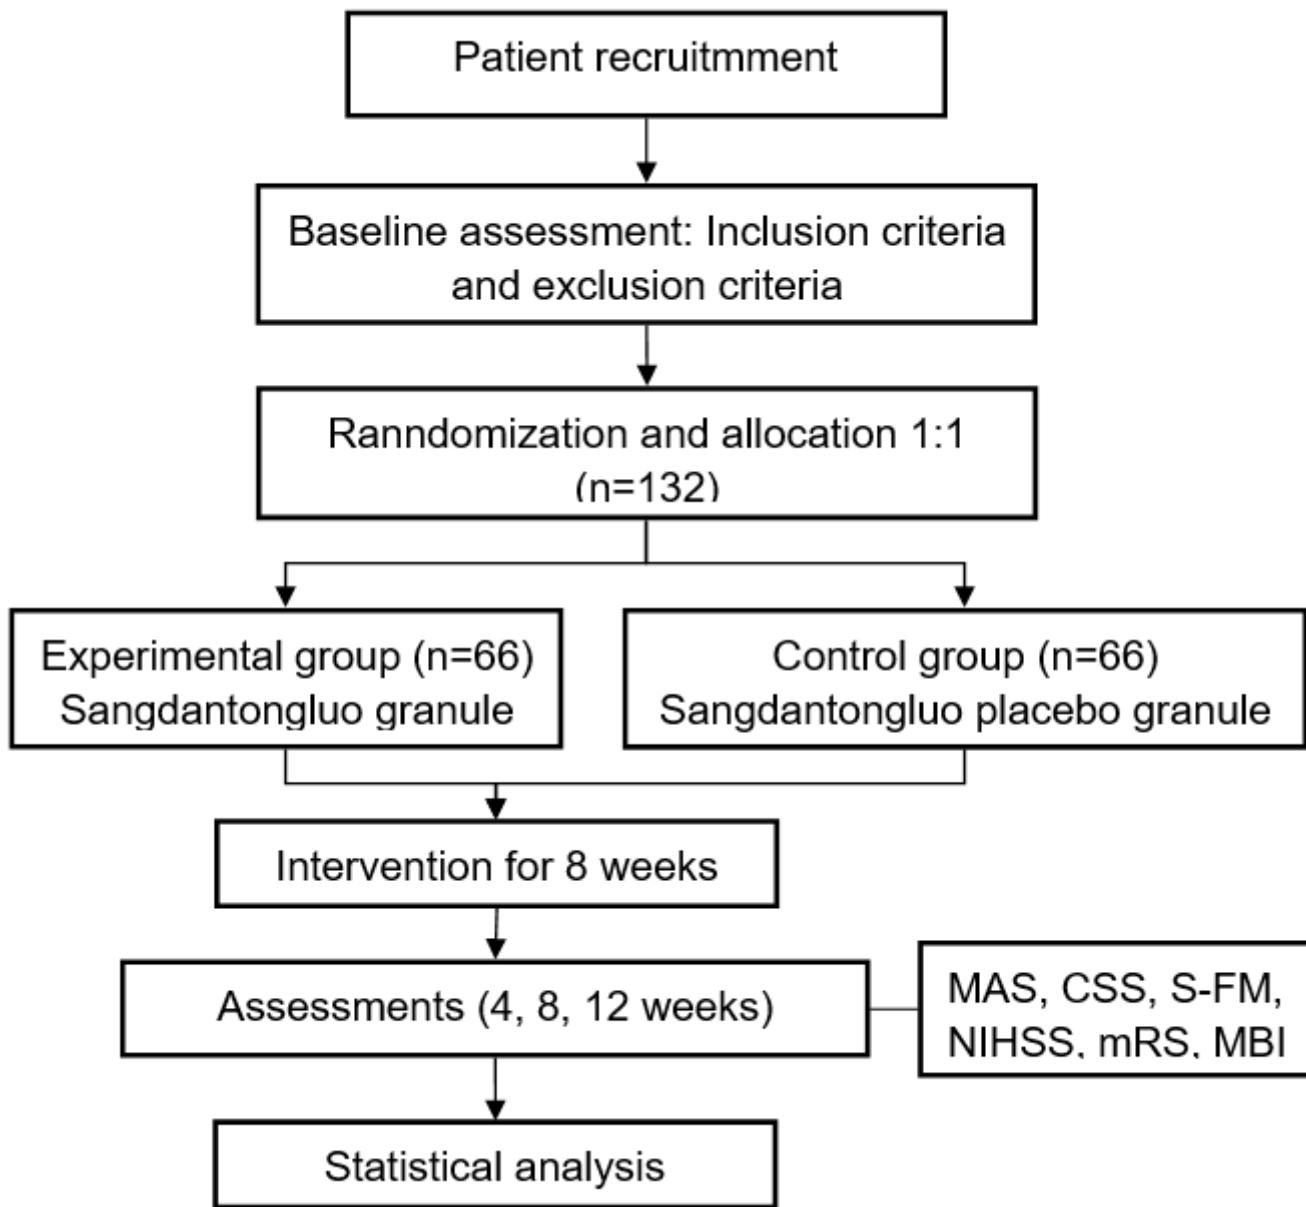 Patient recruitmment
Baseline assessment: Inclusion criteria
and exclusion criteria
Ranndomization and allocation 1:1
(n=132)
Experimental group (n=66)
Sangdantongluo granule
Control group (n=66)
Sangdantongluo placebo granule
Intervention for 8 weeks
Assessments (4, 8, 12 weeks)
MAS, CSS, S-FM,
NIHSS, mRS, MBI
Statistical analysis